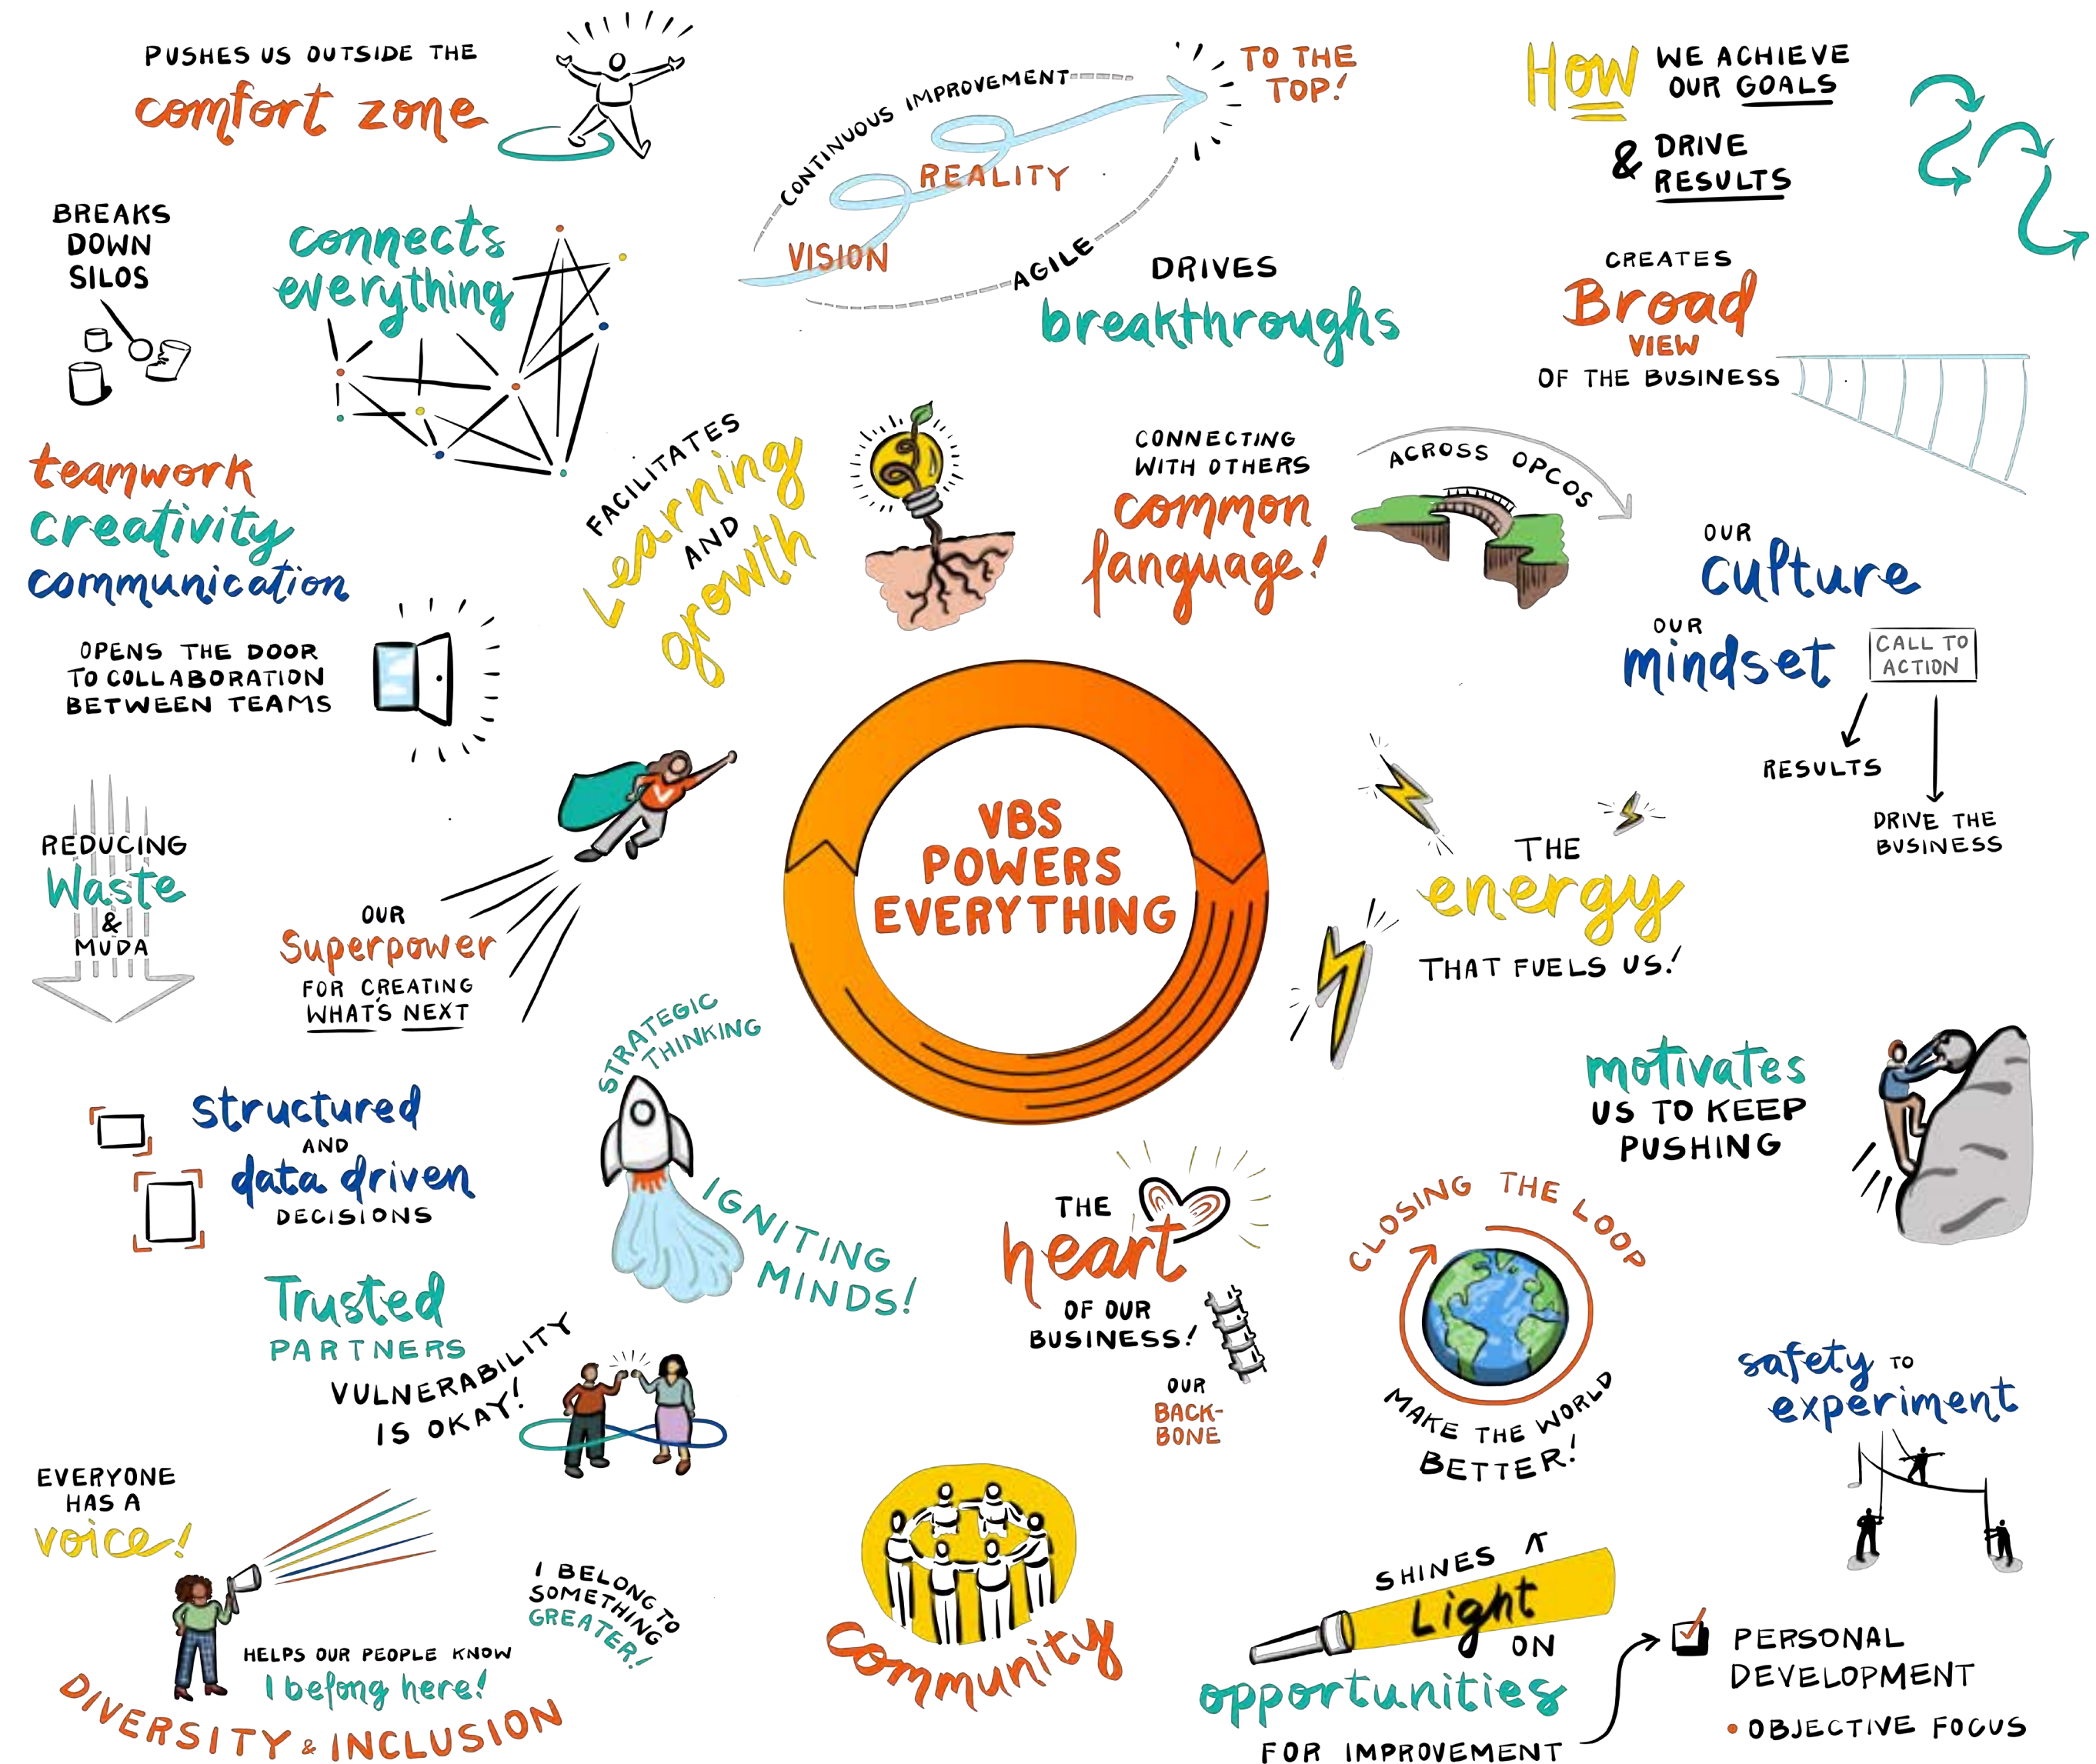 PUSHES US OUTSIDE THE
comfort zone
CONTINUOUS IMPROVEMENT
TO THE
TOP!
REALITY
VISION
AGILE
HOW WE ACHIEVE
OUR GOALS
& DRIVE
RESULTS
BREAKS
DOWN
SILOS
connects
everything
DRIVES
breakthroughs
CREATES
Broad
VIEW
OF THE BUSINESS
teamwork
creativity
communication
FACILITATES
Learning
AND
growth
CONNECTING
WITH OTHERS
common
language!
ACROSS OPCOS
OUR
culture
OUR
mindset
CALL TO
ACTION
RESULTS
DRIVE THE
BUSINESS
OPENS THE DOOR
TO COLLABORATION
BETWEEN TEAMS
REDUCING
Waste
&
MUDA
OUR
Superpower
FOR CREATING
WHAT'S NEXT
VBS
POWERS
EVERYTHING
THE
energy
THAT FUELS US!
STRATEGIC
THINKING
IGNITING
MINDS!
structured
AND
data driven
DECISIONS
motivates
US TO KEEP
PUSHING
THE
heart
OF OUR
BUSINESS!
OUR
BACK-
BONE
CLOSING THE LOOP
MAKE THE WORLD
BETTER!
Trusted
PARTNERS
VULNERABILITY
IS OKAY!
safety TO
experiment
EVERYONE
HAS A
voice!
HELPS OUR PEOPLE KNOW
I belong here!
DIVERSITY & INCLUSION
I BELONG TO
SOMETHING
GREATER!
community
SHINES A
Light
ON
opportunities
FOR IMPROVEMENT
PERSONAL
DEVELOPMENT
• OBJECTIVE FOCUS